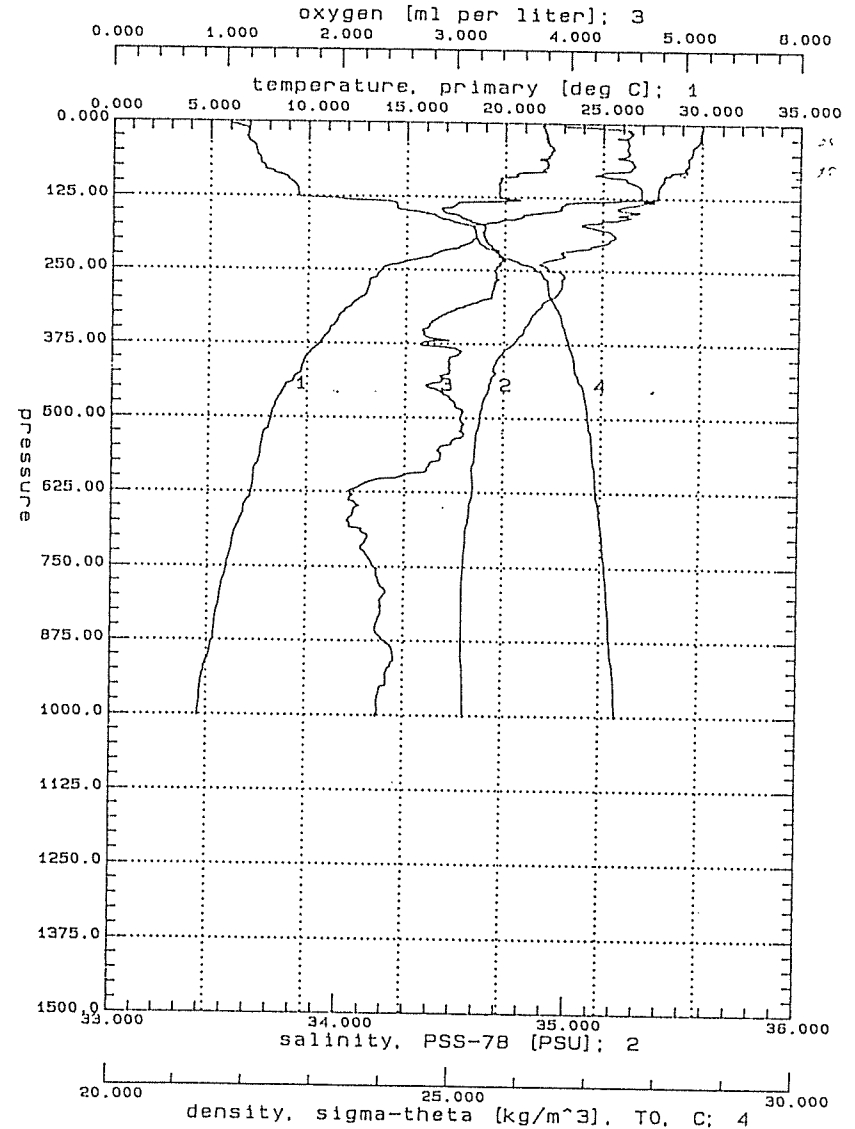 oxygen [ml per liter]; 3
0.000 1.000 2.000 3.000 4.000 5.000 6.000
temperature, primary [deg C]; 1
0.000 5.000 10.000 15.000 20.000 25.000 30.000 35.000
0.000
125.00
250.00
375.00
500.00
625.00
750.00
875.00
1000.0
1125.0
1250.0
1375.0
1500.0
pressure
1 3 2 4
33.000 34.000 35.000 36.000
salinity, PSS-78 [PSU]; 2
20.000 25.000 30.000
density, sigma-theta [kg/m^3], T0, C; 4